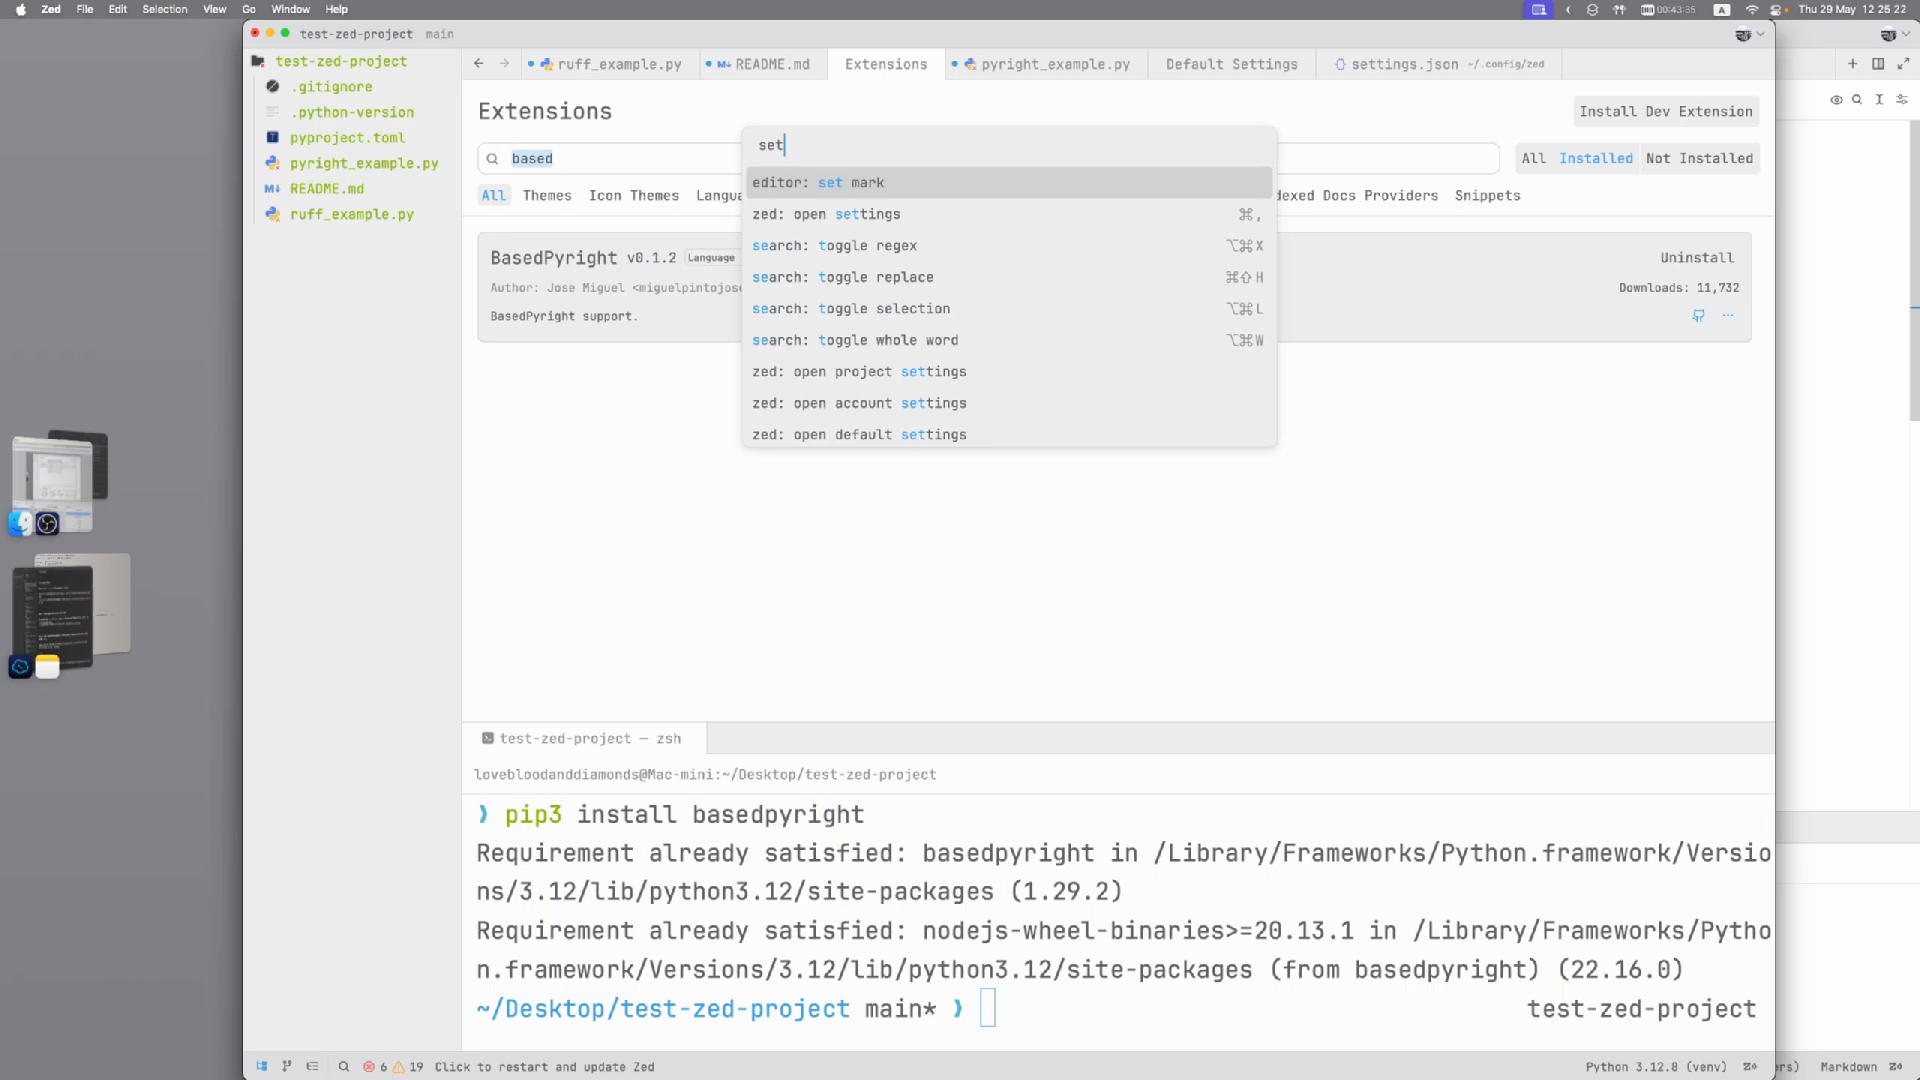 Zed File Edit Selection View Go Window Help
00:43:35 A Thu 29 May 12 25 22
test-zed-project main
test-zed-project
.gitignore
.python-version
pyproject.toml
pyright_example.py
README.md
ruff_example.py
ruff_example.py README.md Extensions pyright_example.py Default Settings settings.json ~/.config/zed
Extensions
Install Dev Extension
based
All Installed Not Installed
All Themes Icon Themes Langua
dexed Docs Providers Snippets
BasedPyright v0.1.2 Language
Uninstall
Author: Jose Miguel <miguelpintojose
Downloads: 11,732
BasedPyright support.
set
editor: set mark
zed: open settings ⌘,
search: toggle regex ⌥⌘X
search: toggle replace ⌘⇧H
search: toggle selection ⌥⌘L
search: toggle whole word ⌥⌘W
zed: open project settings
zed: open account settings
zed: open default settings
test-zed-project — zsh
lovebloodanddiamonds@Mac-mini:~/Desktop/test-zed-project
❯ pip3 install basedpyright
Requirement already satisfied: basedpyright in /Library/Frameworks/Python.framework/Versio
ns/3.12/lib/python3.12/site-packages (1.29.2)
Requirement already satisfied: nodejs-wheel-binaries>=20.13.1 in /Library/Frameworks/Pytho
n.framework/Versions/3.12/lib/python3.12/site-packages (from basedpyright) (22.16.0)
~/Desktop/test-zed-project main* ❯ test-zed-project
6 19 Click to restart and update Zed
Python 3.12.8 (venv)
rs) Markdown